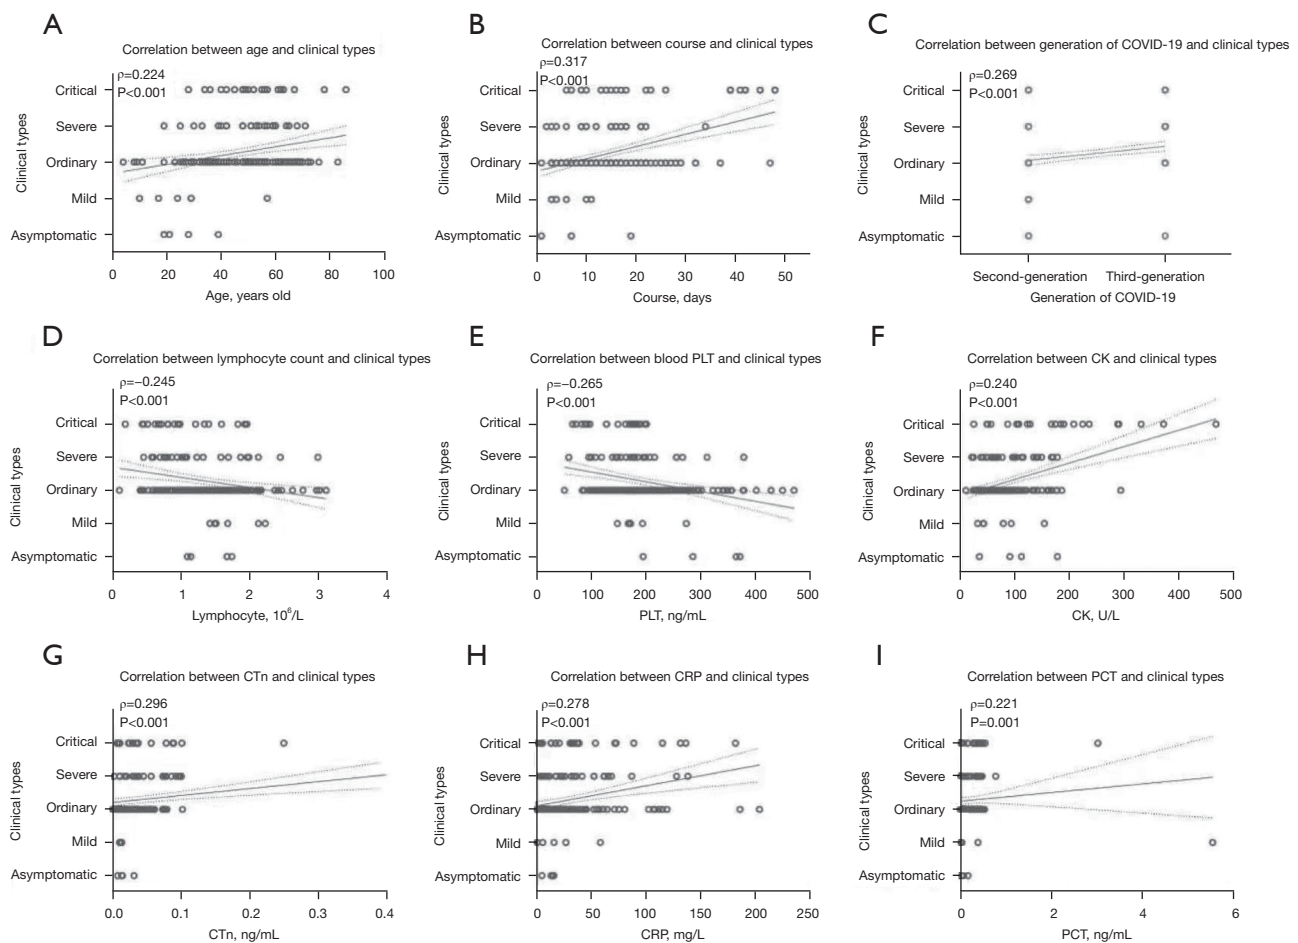 A
Correlation between age and clinical types
ρ=0.224
P<0.001
Clinical types
Critical
Severe
Ordinary
Mild
Asymptomatic
0 20 40 60 80 100
Age, years old
B
Correlation between course and clinical types
ρ=0.317
P<0.001
Clinical types
Critical
Severe
Ordinary
Mild
Asymptomatic
0 10 20 30 40 50
Course, days
C
Correlation between generation of COVID-19 and clinical types
ρ=0.269
P<0.001
Clinical types
Critical
Severe
Ordinary
Mild
Asymptomatic
Second-generation Third-generation
Generation of COVID-19
D
Correlation between lymphocyte count and clinical types
ρ=−0.245
P<0.001
Clinical types
Critical
Severe
Ordinary
Mild
Asymptomatic
0 1 2 3 4
Lymphocyte, 10⁶/L
E
Correlation between blood PLT and clinical types
ρ=−0.265
P<0.001
Clinical types
Critical
Severe
Ordinary
Mild
Asymptomatic
0 100 200 300 400 500
PLT, ng/mL
F
Correlation between CK and clinical types
ρ=0.240
P<0.001
Clinical types
Critical
Severe
Ordinary
Mild
Asymptomatic
0 100 200 300 400 500
CK, U/L
G
Correlation between CTn and clinical types
ρ=0.296
P<0.001
Clinical types
Critical
Severe
Ordinary
Mild
Asymptomatic
0.0 0.1 0.2 0.3 0.4
CTn, ng/mL
H
Correlation between CRP and clinical types
ρ=0.278
P<0.001
Clinical types
Critical
Severe
Ordinary
Mild
Asymptomatic
0 50 100 150 200 250
CRP, mg/L
I
Correlation between PCT and clinical types
ρ=0.221
P=0.001
Clinical types
Critical
Severe
Ordinary
Mild
Asymptomatic
0 2 4 6
PCT, ng/mL